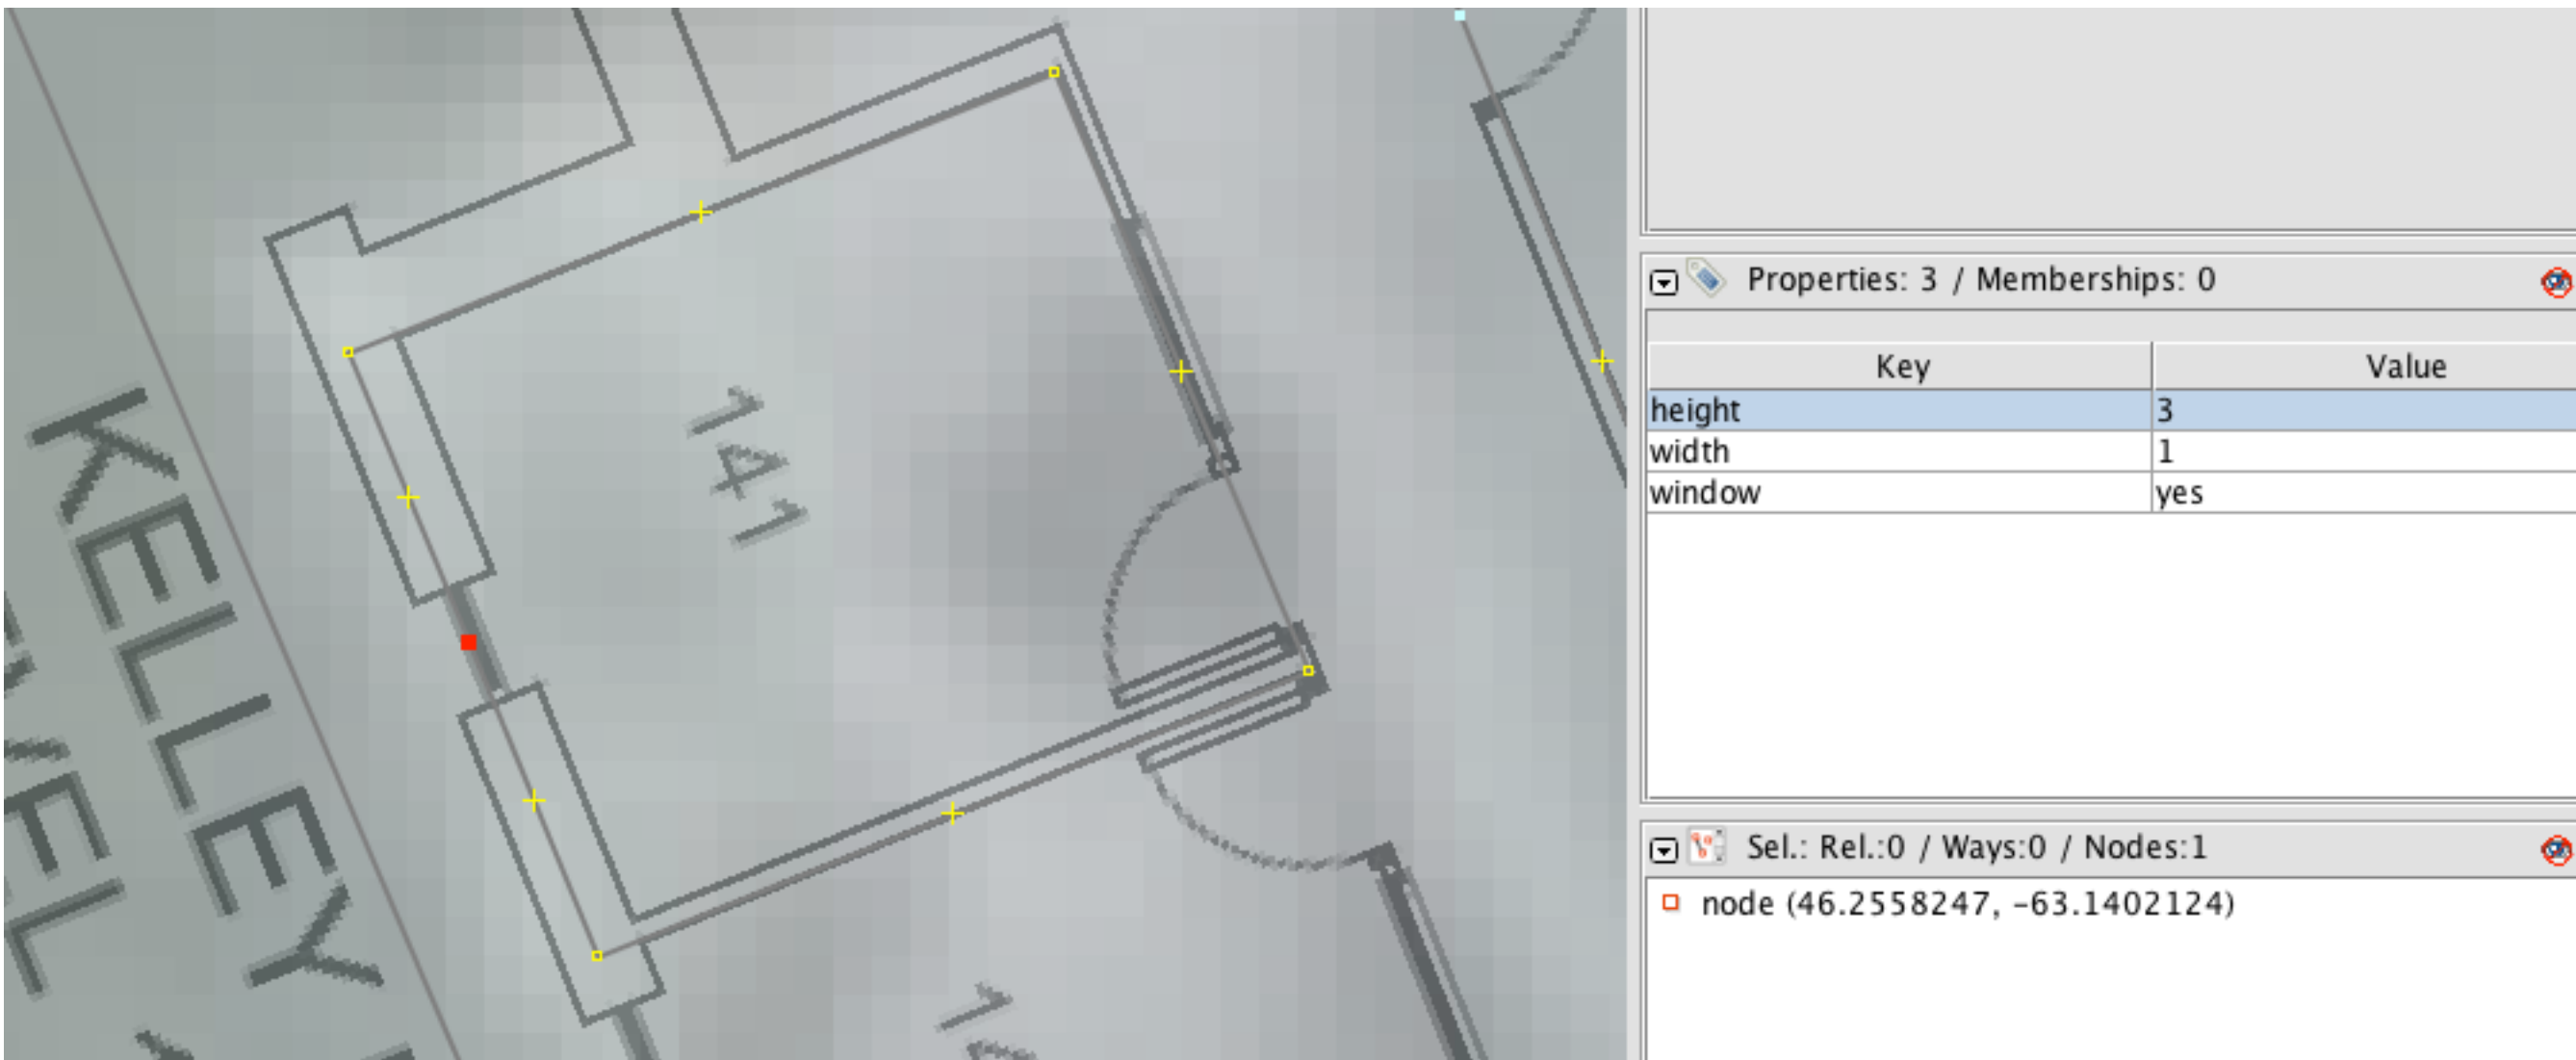 KELLEY
141
Properties: 3 / Memberships: 0
Key Value
height 3
width 1
window yes
Sel.: Rel.:0 / Ways:0 / Nodes:1
node (46.2558247, -63.1402124)